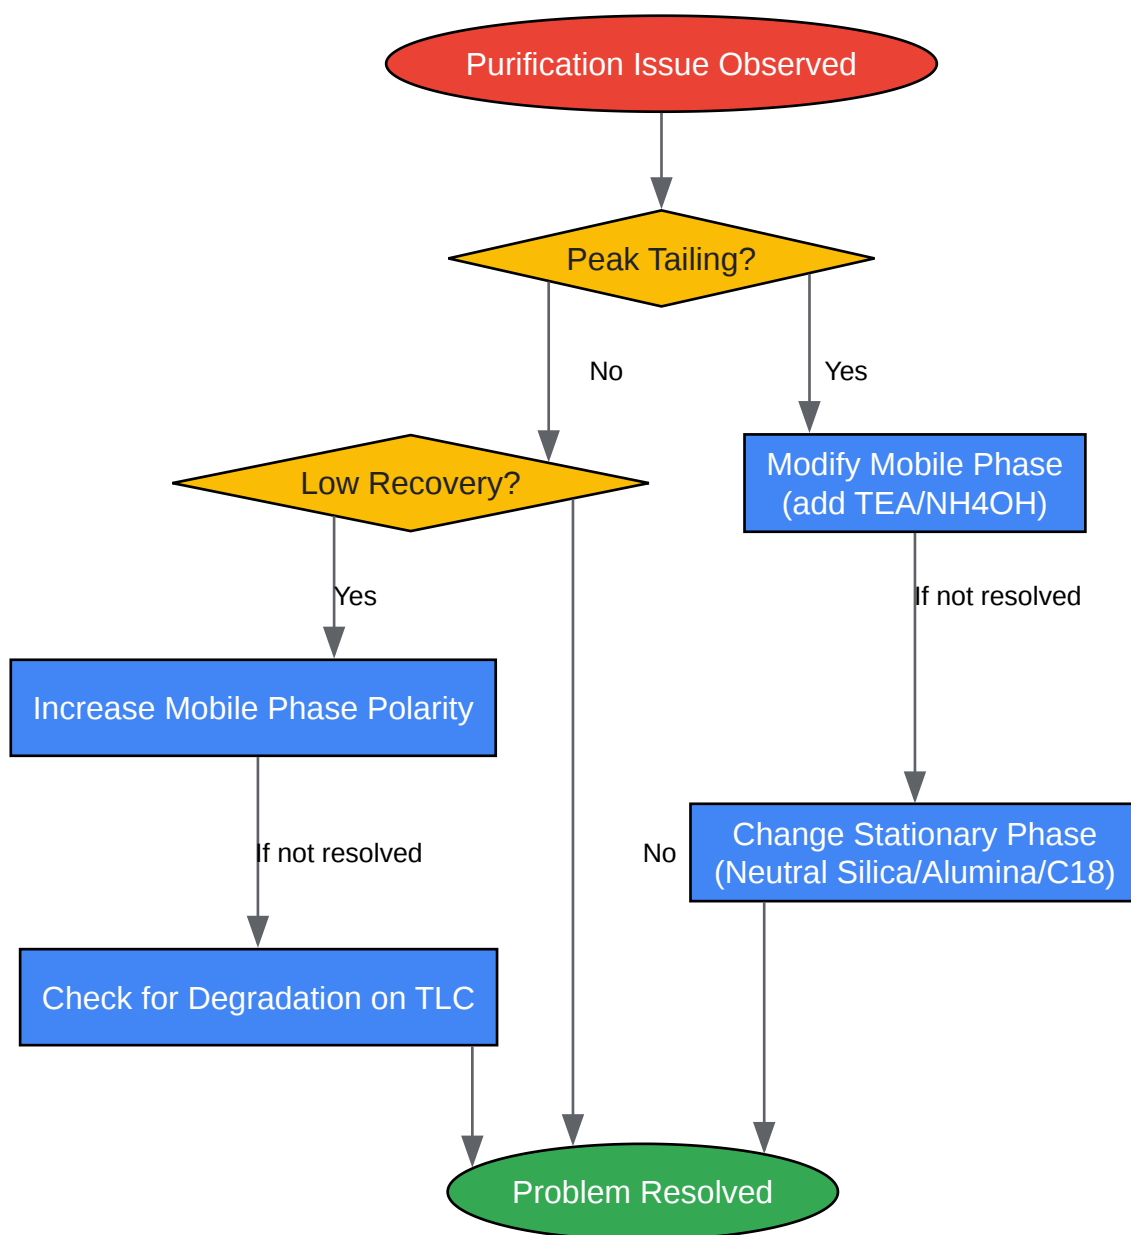 Purification Issue Observed
Peak Tailing?
No
Yes
Low Recovery?
Modify Mobile Phase
(add TEA/NH4OH)
Yes
If not resolved
Increase Mobile Phase Polarity
If not resolved
No
Change Stationary Phase
(Neutral Silica/Alumina/C18)
Check for Degradation on TLC
Problem Resolved